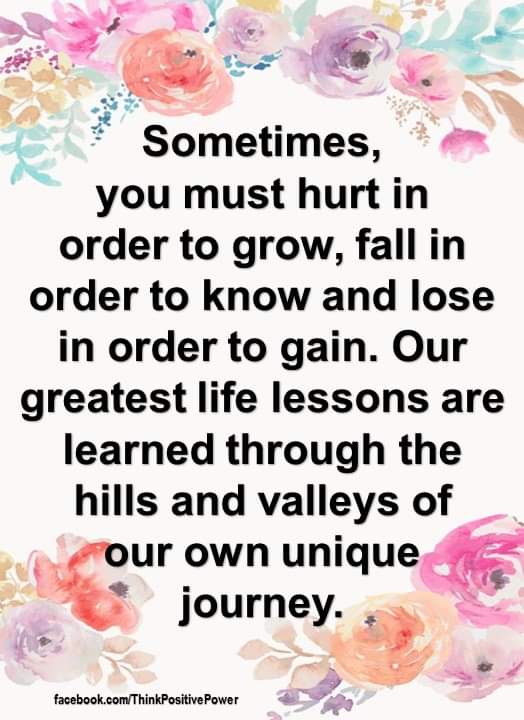 Sometimes,
you must hurt in
order to grow, fall in
order to know and lose
in order to gain. Our
greatest life lessons are
learned through the
hills and valleys of
our own unique
journey.
facebook.com/ThinkPositivePower